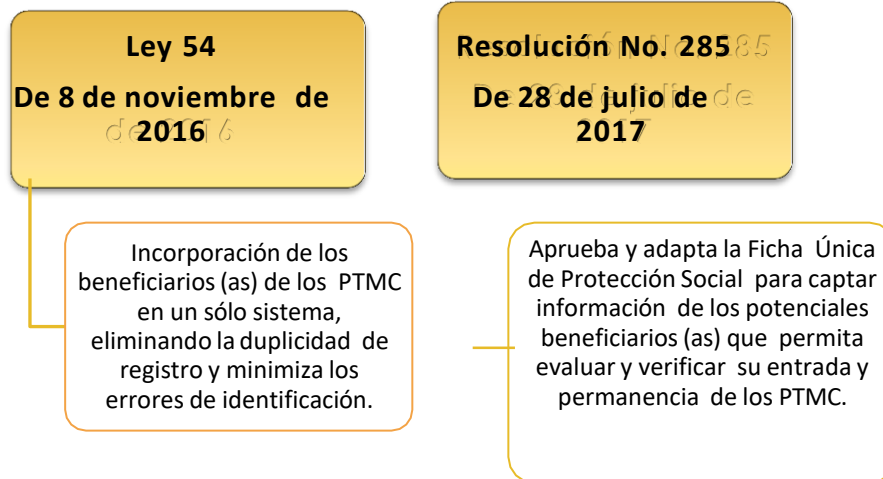 Ley 54
De 8 de noviembre de
2016
Incorporación de los
beneficiarios (as) de los PTMC
en un sólo sistema,
eliminando la duplicidad de
registro y minimiza los
errores de identificación.
Resolución No. 285
De 28 de julio de
2017
Aprueba y adapta la Ficha Única
de Protección Social para captar
información de los potenciales
beneficiarios (as) que permita
evaluar y verificar su entrada y
permanencia de los PTMC.